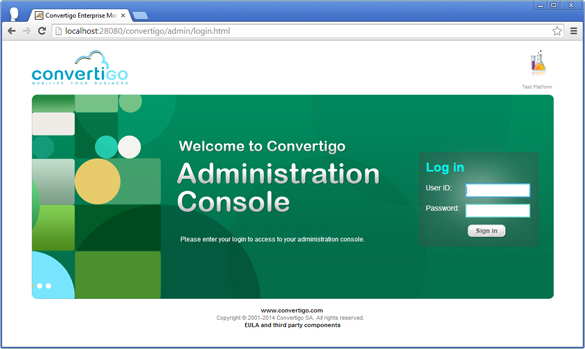 Convertigo Enterprise Mo
localhost:28080/convertigo/admin/login.html
convertigo
MOBILIZE YOUR BUSINESS
Test Platform
Welcome to Convertigo
Administration
Console
Please enter your login to access to your administration console.
Log in
User ID:
Password:
Sign in
www.convertigo.com
Copyright © 2001-2014 Convertigo SA. All rights reserved.
EULA and third party components